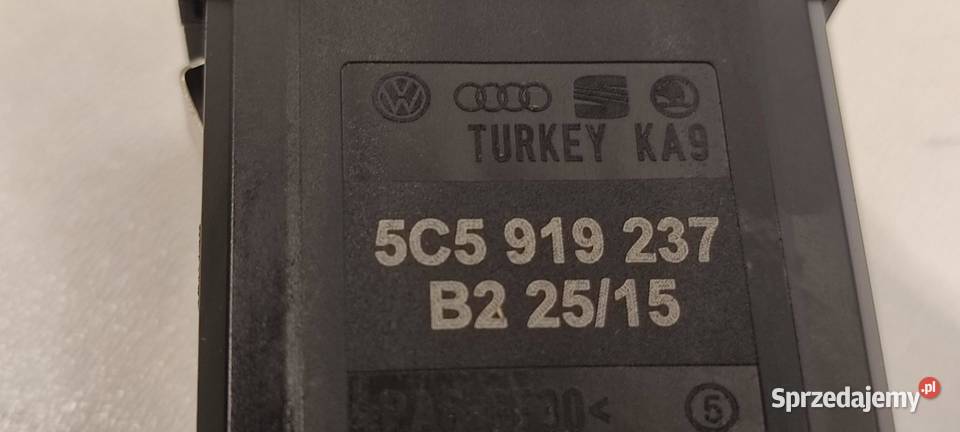 TURKEY KA9
5C5 919 237
B2 25/15
5
Sprzedajemy.pl